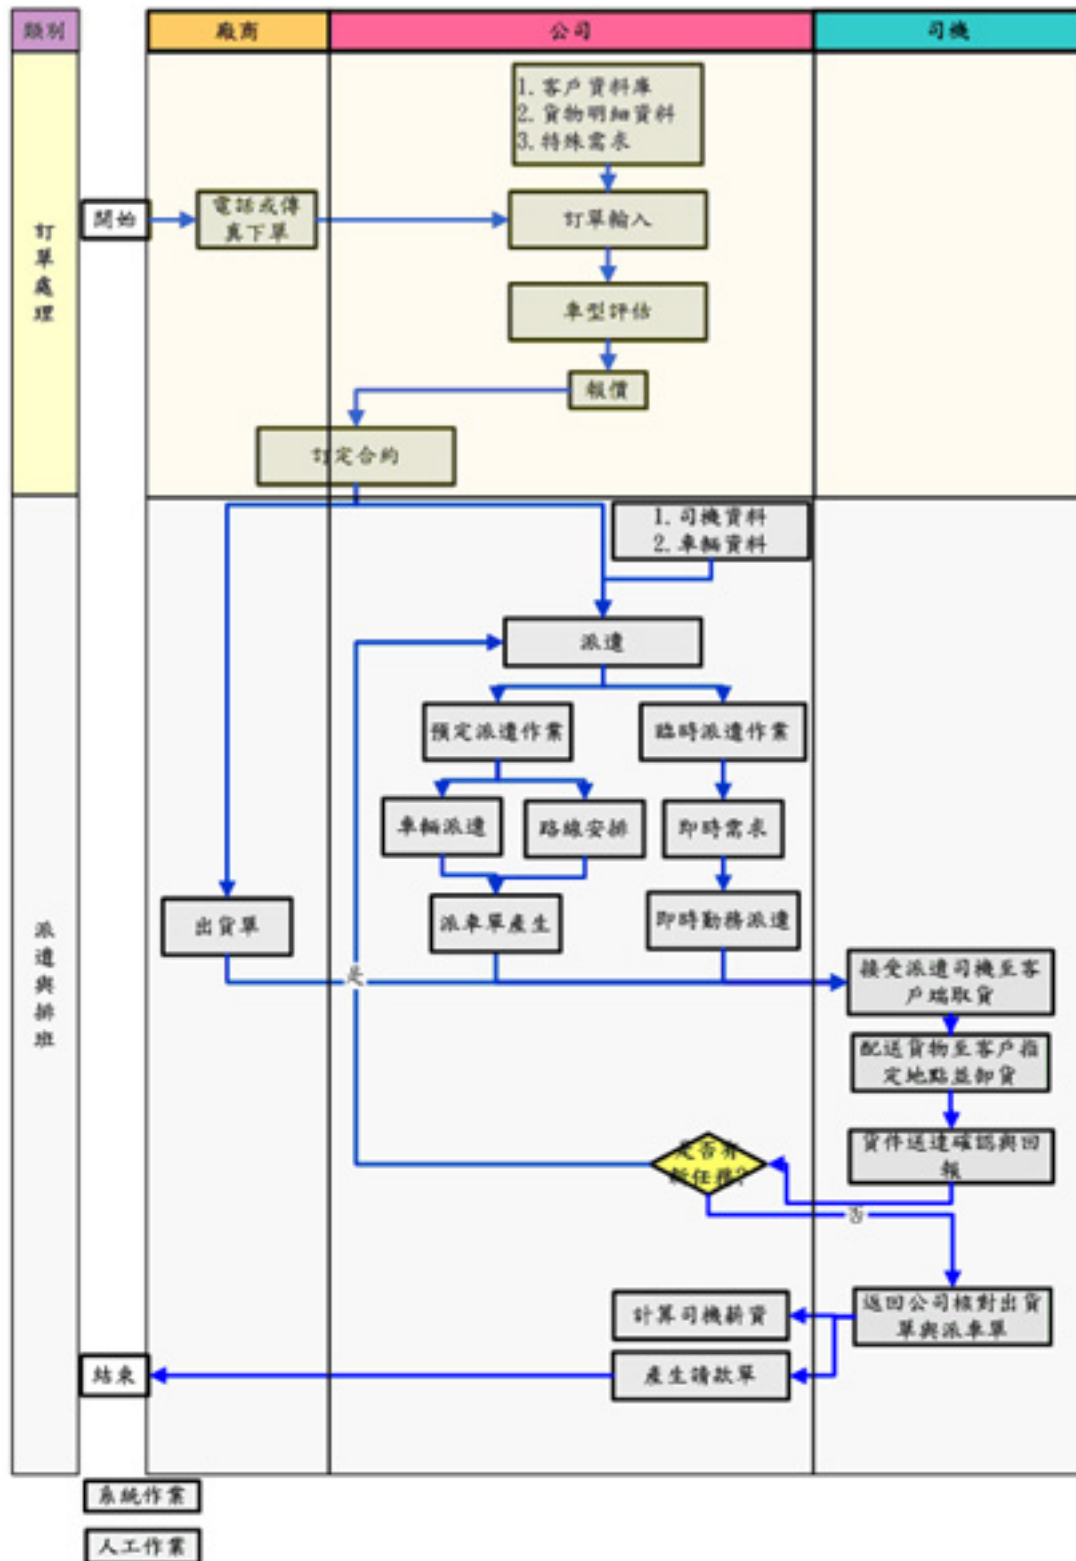 類別
廠商
公司
司機
訂單處理
開始
電話或傳
真下單
1. 客戶資料庫
2. 貨物明細資料
3. 特殊需求
訂單輸入
車型評估
報價
訂定合約
派遣與排班
1. 司機資料
2. 車輛資料
派遣
預定派遣作業
臨時派遣作業
車輛派遣
路線安排
即時需求
出貨單
派車單產生
即時勤務派遣
是
接受派遣司機至客
戶端取貨
配送貨物至客戶指
定地點並卸貨
貨件送達確認與回
報
是否有
新任務?
否
返回公司核對出貨
單與派車單
計算司機薪資
產生請款單
結束
系統作業
人工作業